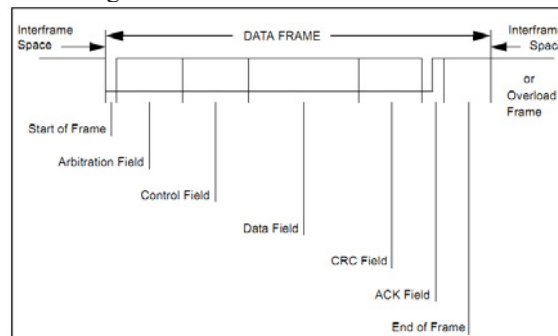 Interframe
Space
DATA FRAME
Interframe
Space
or
Overload
Frame
Start of Frame
Arbitration Field
Control Field
Data Field
CRC Field
ACK Field
End of Frame